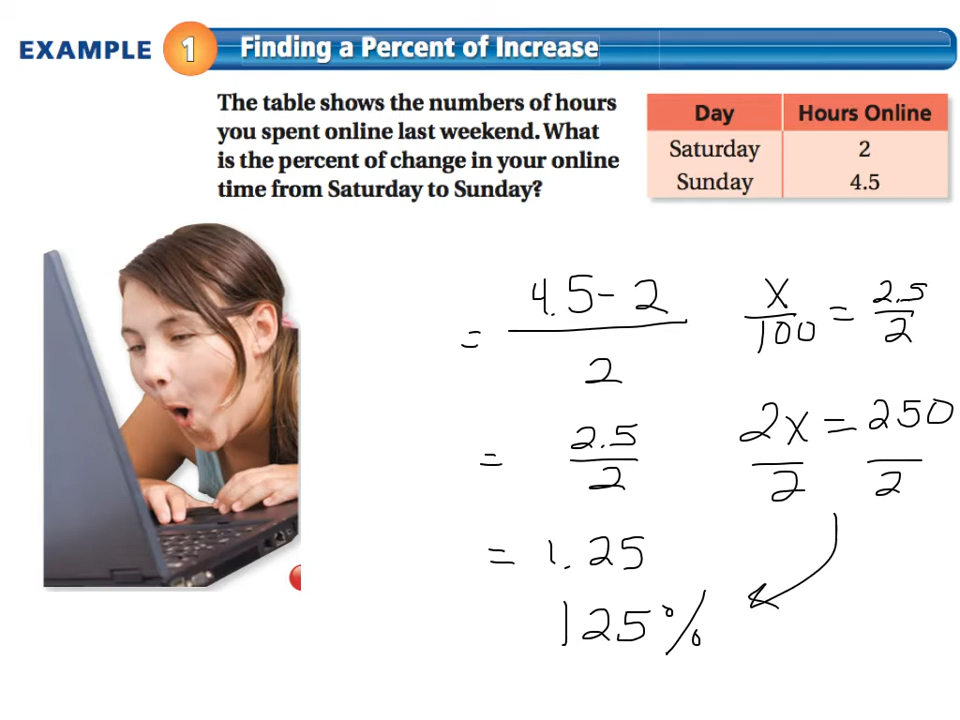 EXAMPLE 1 Finding a Percent of Increase
The table shows the numbers of hours
you spent online last weekend. What
is the percent of change in your online
time from Saturday to Sunday?
Day Hours Online
Saturday 2
Sunday 4.5
= 4.5 - 2
2
= 2.5
2
= 1.25
125%
x/100 = 2.5/2
2x = 250
2 2